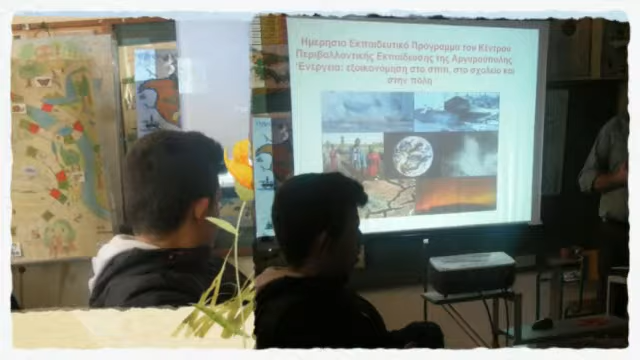 Ημερήσιο Εκπαιδευτικό Πρόγραμμα του Κέντρου
Περιβαλλοντικής Εκπαίδευσης της Αργυρούπολης
'Ενέργεια: εξοικονόμηση στο σπίτι, στο σχολείο και
στην πόλη